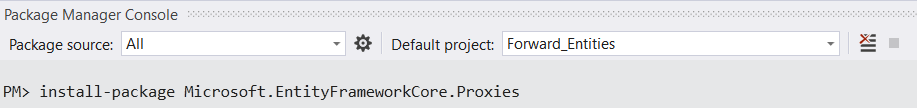 Package Manager Console
Package source: All Default project: Forward_Entities
PM> install-package Microsoft.EntityFrameworkCore.Proxies